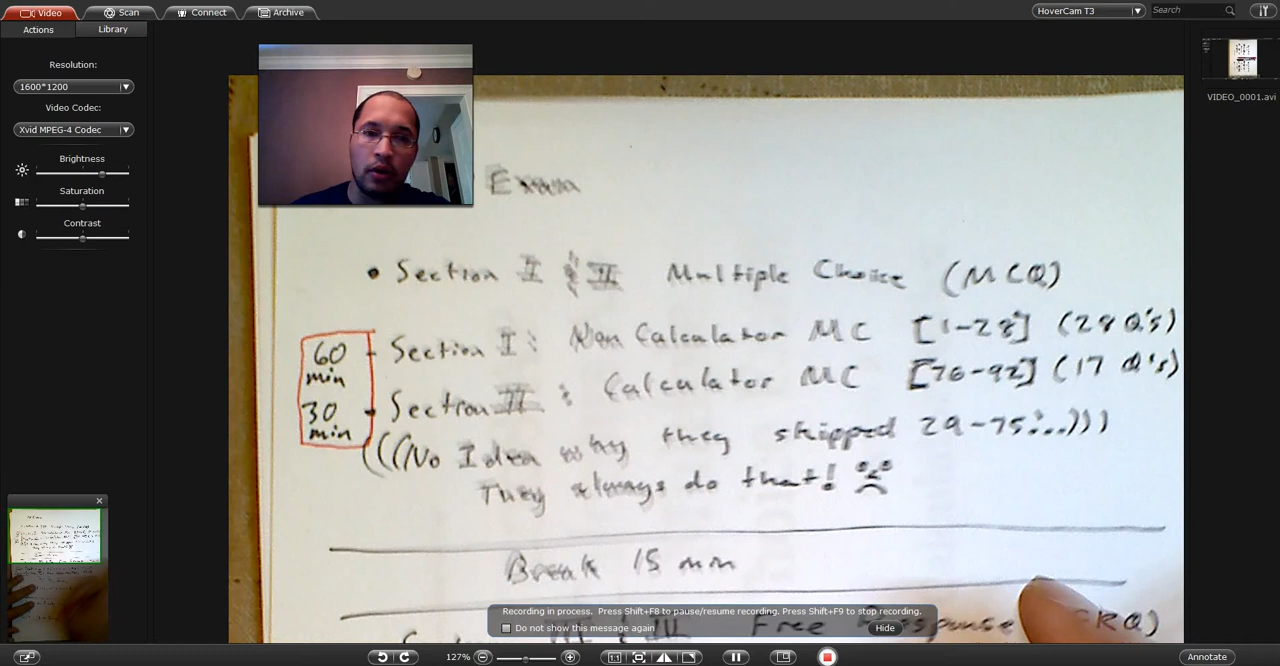 Video
Scan
Connect
Archive
HoverCam T3
Search
Actions
Library
Resolution:
1600*1200
Video Codec:
Xvid MPEG-4 Codec
Brightness
Saturation
Contrast
VIDEO_0001.avi
Exam
• Section I & II Multiple Choice (MCQ)
60 min - Section I : Non Calculator MC [1-28] (28 Q's)
30 min - Section II : Calculator MC [76-92] (17 Q's)
(((No Idea why they skipped 29-75...)))
They always do that!
Break 15 min
Free Response
Recording in process. Press Shift+F8 to pause/resume recording. Press Shift+F9 to stop recording.
Do not show this message again
Hide
127%
1:1
Annotate